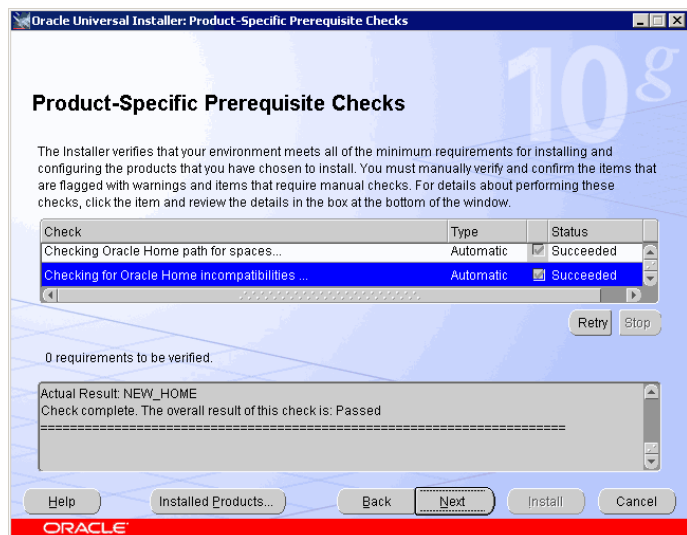 Oracle Universal Installer: Product-Specific Prerequisite Checks
10g
Product-Specific Prerequisite Checks
The Installer verifies that your environment meets all of the minimum requirements for installing and
configuring the products that you have chosen to install. You must manually verify and confirm the items that
are flagged with warnings and items that require manual checks. For details about performing these
checks, click the item and review the details in the box at the bottom of the window.
Check Type Status
Checking Oracle Home path for spaces... Automatic Succeeded
Checking for Oracle Home incompatibilities ... Automatic Succeeded
Retry Stop
0 requirements to be verified.
Actual Result: NEW_HOME
Check complete. The overall result of this check is: Passed
========================================================================
Help Installed Products... Back Next Install Cancel
ORACLE